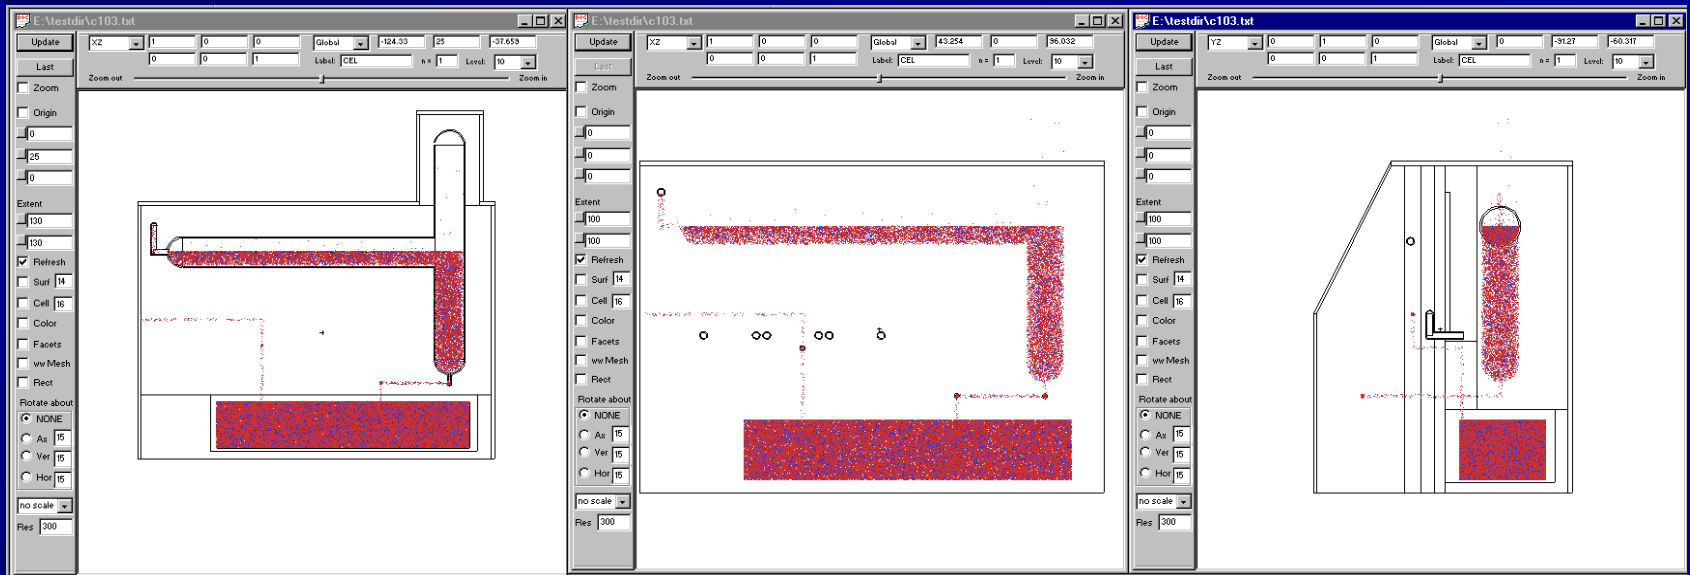 E:\testdir\c103.txt
Update XZ 1 0 0 Global -124.33 25 -37.659
Last 0 0 1 Label: CEL n = 1 Level: 10
Zoom out Zoom in
Zoom
Origin
0
25
0
Extent
130
130
Refresh
Surf 14
Cell 16
Color
Facets
ww Mesh
Rect
Rotate about
NONE
Ax 15
Ver 15
Hor 15
no scale
Res 300
E:\testdir\c103.txt
Update XZ 1 0 0 Global 43.254 0 96.032
Last 0 0 1 Label: CEL n = 1 Level: 10
Zoom out Zoom in
Zoom
Origin
0
0
0
Extent
100
100
Refresh
Surf 14
Cell 16
Color
Facets
ww Mesh
Rect
Rotate about
NONE
Ax 15
Ver 15
Hor 15
no scale
Res 300
E:\testdir\c103.txt
Update YZ 0 1 0 Global 0 -91.27 -60.317
Last 0 0 1 Label: CEL n = 1 Level: 10
Zoom out Zoom in
Zoom
Origin
0
0
0
Extent
100
100
Refresh
Surf 14
Cell 16
Color
Facets
ww Mesh
Rect
Rotate about
NONE
Ax 15
Ver 15
Hor 15
no scale
Res 300